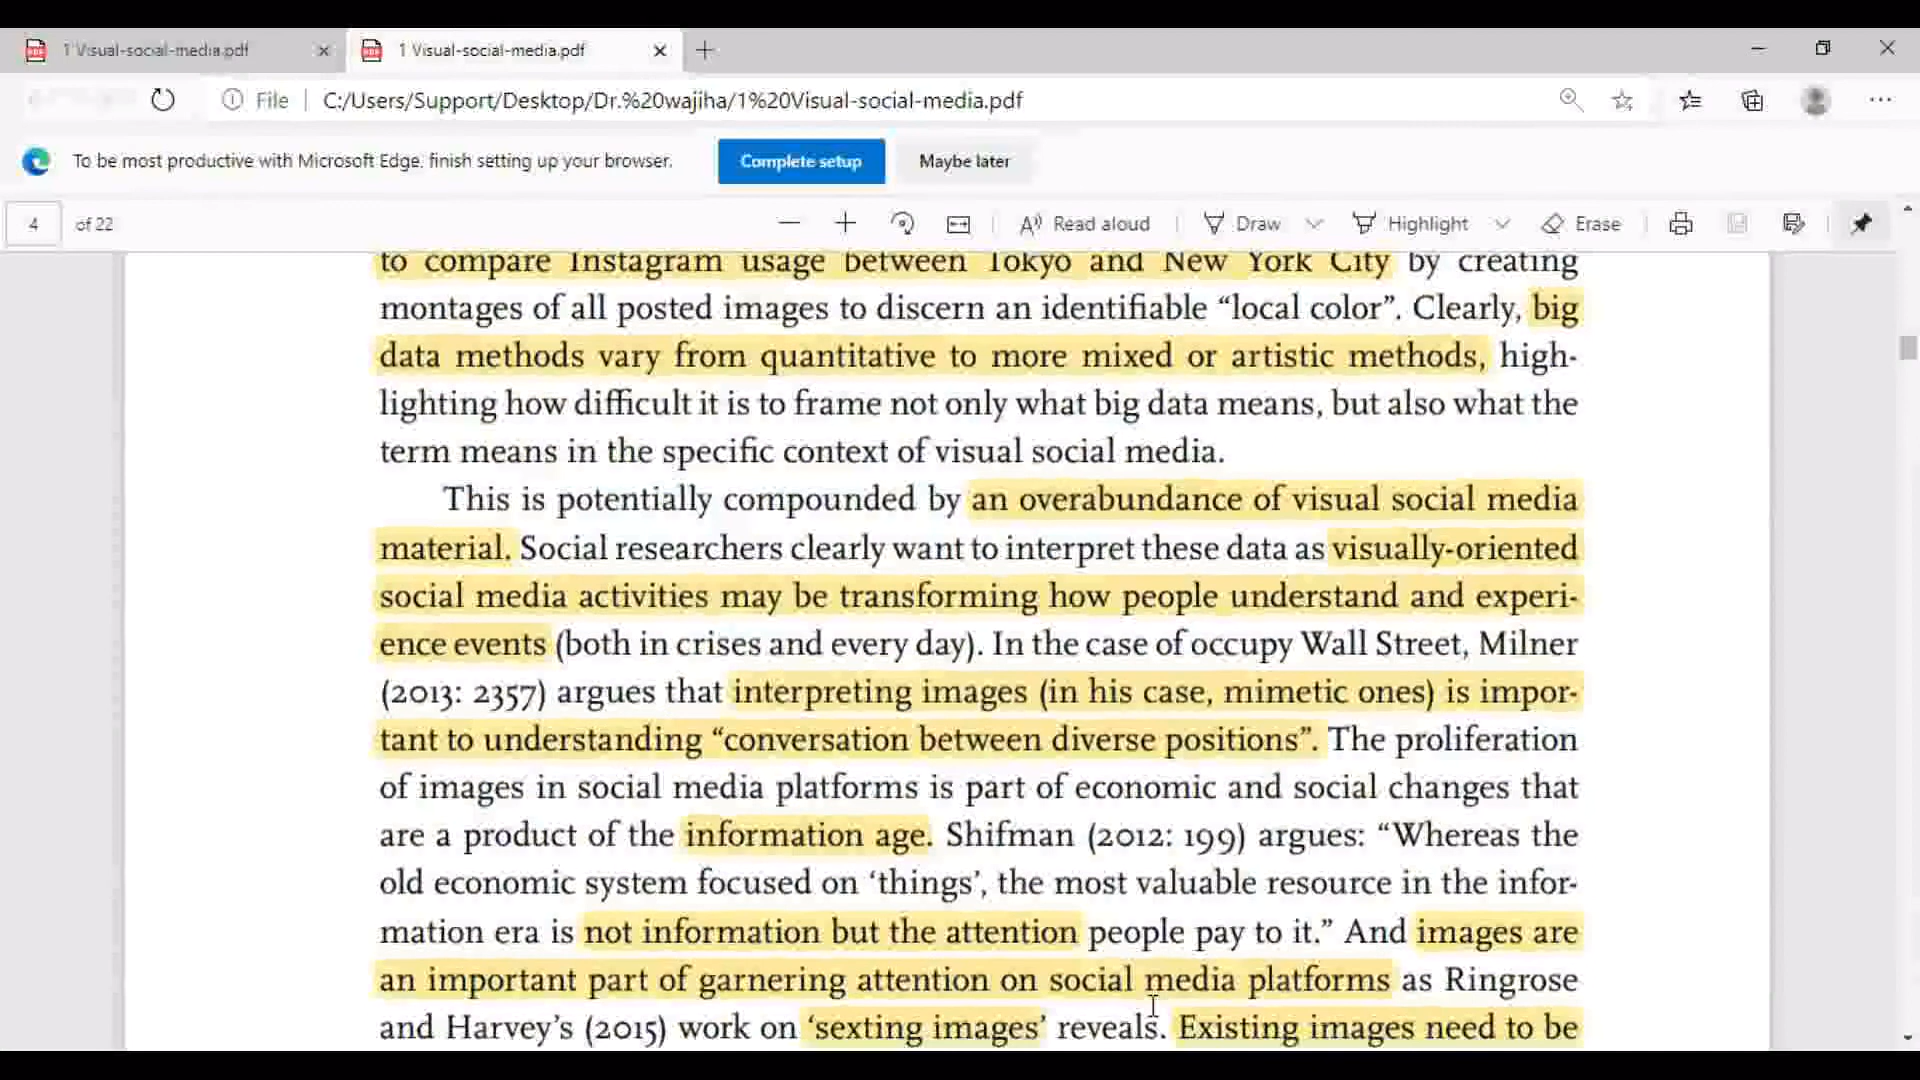 1 Visual-social-media.pdf
1 Visual-social-media.pdf
File
C:/Users/Support/Desktop/Dr.%20wajiha/1%20Visual-social-media.pdf
To be most productive with Microsoft Edge, finish setting up your browser.
Complete setup
Maybe later
4 of 22
Read aloud
Draw
Highlight
Erase
to compare Instagram usage between Tokyo and New York City by creating
montages of all posted images to discern an identifiable “local color”. Clearly, big
data methods vary from quantitative to more mixed or artistic methods, high-
lighting how difficult it is to frame not only what big data means, but also what the
term means in the specific context of visual social media.
This is potentially compounded by an overabundance of visual social media
material. Social researchers clearly want to interpret these data as visually-oriented
social media activities may be transforming how people understand and experi-
ence events (both in crises and every day). In the case of occupy Wall Street, Milner
(2013: 2357) argues that interpreting images (in his case, mimetic ones) is impor-
tant to understanding “conversation between diverse positions”. The proliferation
of images in social media platforms is part of economic and social changes that
are a product of the information age. Shifman (2012: 199) argues: “Whereas the
old economic system focused on ‘things’, the most valuable resource in the infor-
mation era is not information but the attention people pay to it.” And images are
an important part of garnering attention on social media platforms as Ringrose
and Harvey’s (2015) work on ‘sexting images’ reveals. Existing images need to be